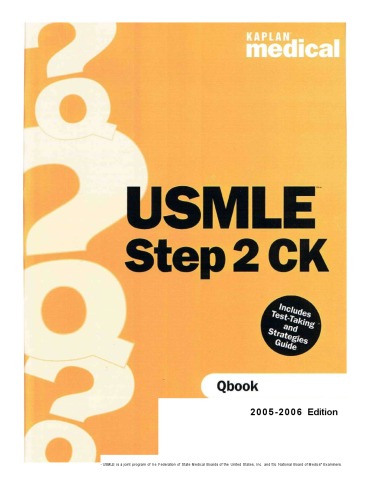 KAPLAN
medical
USMLE™
Step 2 CK
Includes
Test-Taking
and
Strategies
Guide
Qbook
2005-2006 Edition
USMLE is a joint program of the Federation of State Medical Boards of the United States, Inc. and the National Board of Medical Examiners.